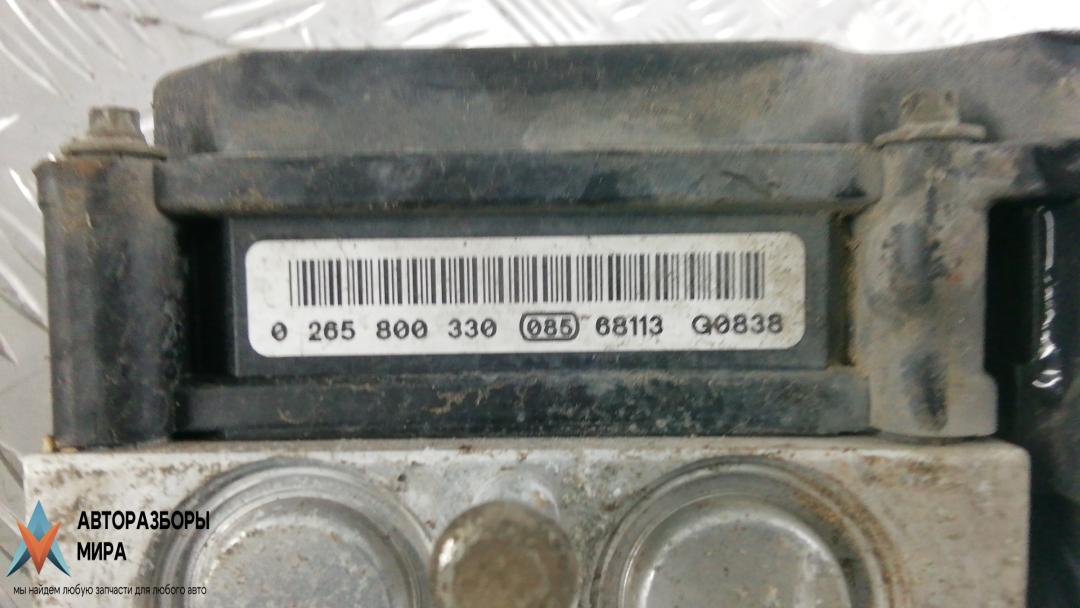 0 265 800 330 085 68113 G0838
АВТОРАЗБОРЫ
МИРА
мы найдем любую запчасти для любого авто